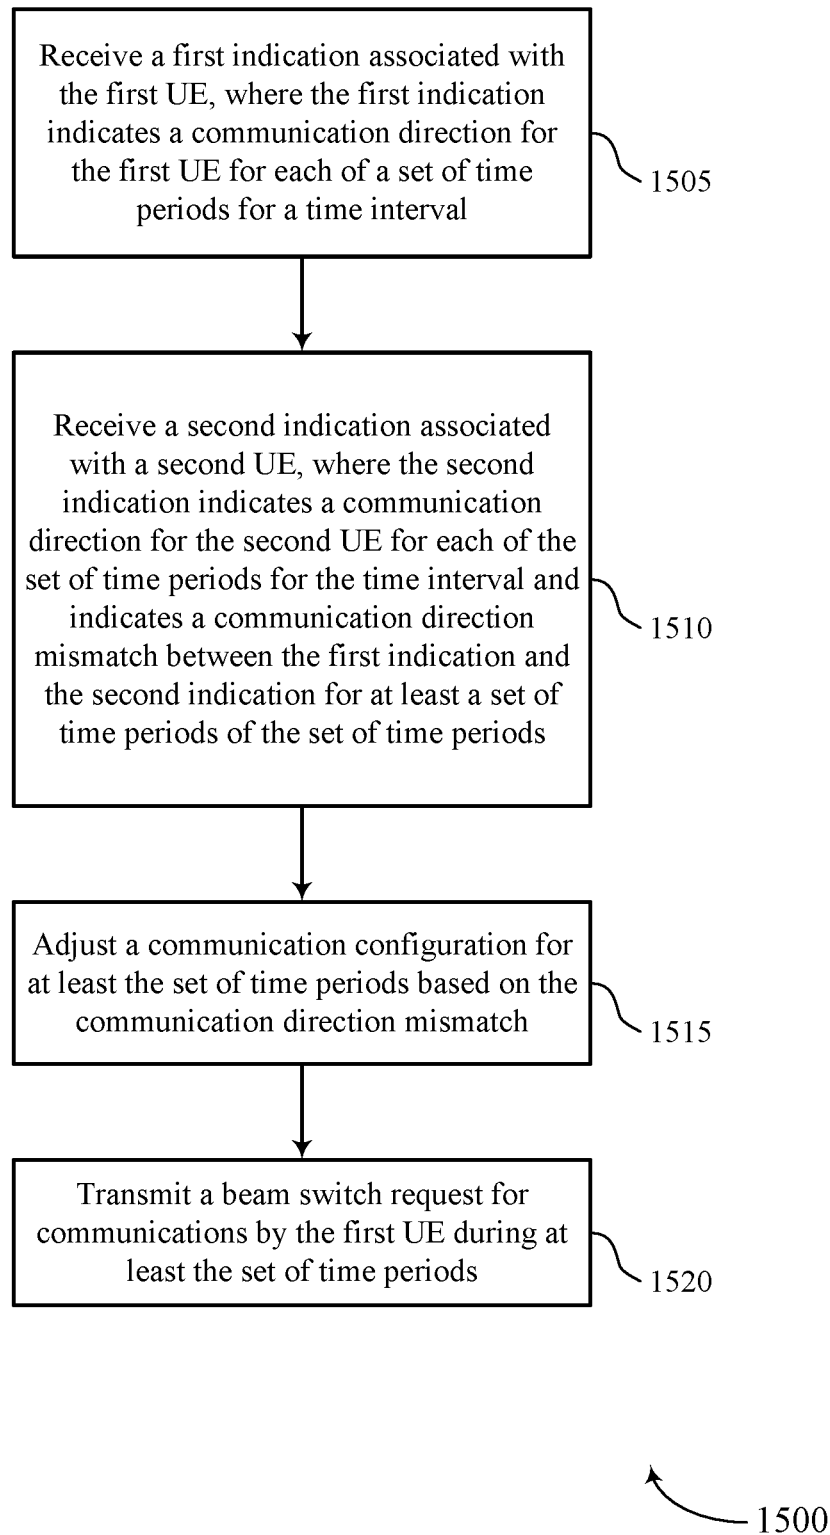 Receive a first indication associated with
the first UE, where the first indication
indicates a communication direction for
the first UE for each of a set of time
periods for a time interval
1505
Receive a second indication associated
with a second UE, where the second
indication indicates a communication
direction for the second UE for each of the
set of time periods for the time interval and
indicates a communication direction
mismatch between the first indication and
the second indication for at least a set of
time periods of the set of time periods
1510
Adjust a communication configuration for
at least the set of time periods based on the
communication direction mismatch
1515
Transmit a beam switch request for
communications by the first UE during at
least the set of time periods
1520
1500